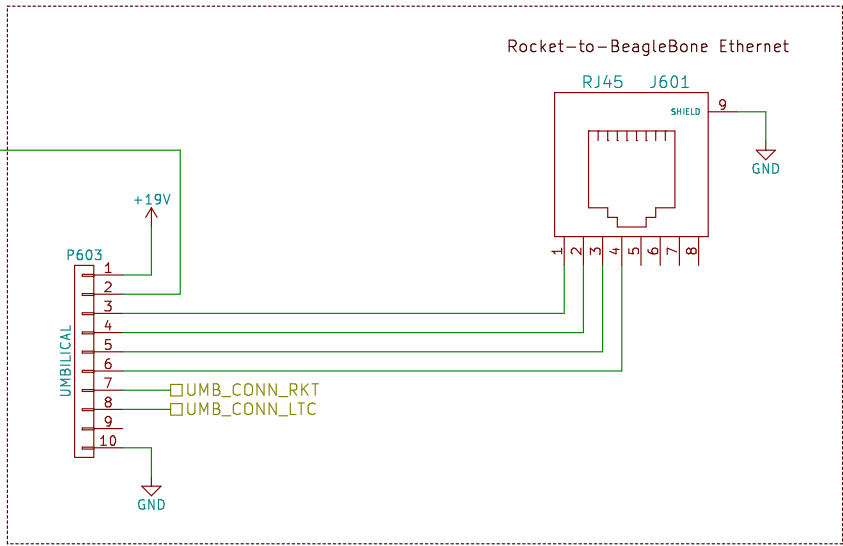 Rocket-to-BeagleBone Ethernet
RJ45 J601
SHIELD
9
GND
1 2 3 4 5 6 7 8
+19V
P603
UMBILICAL
1
2
3
4
5
6
7 UMB_CONN_RKT
8 UMB_CONN_LTC
9
10
GND